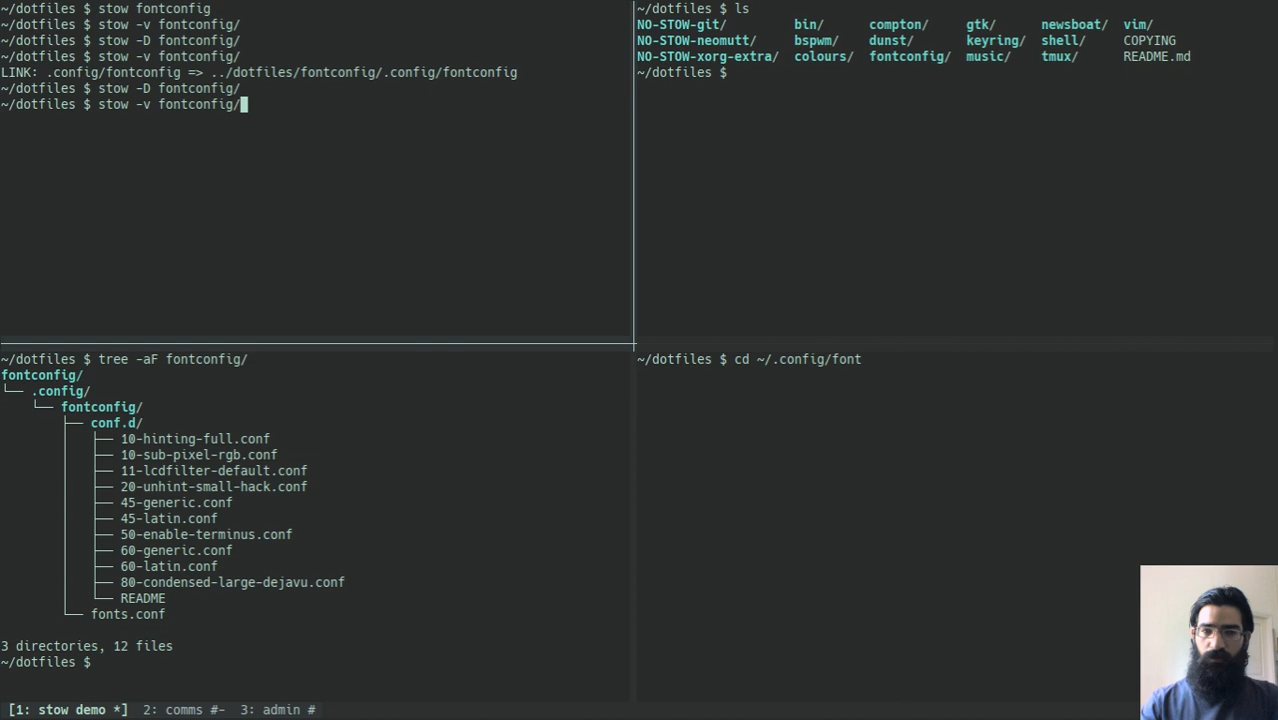 ~/dotfiles $ stow fontconfig
~/dotfiles $ stow -v fontconfig/
~/dotfiles $ stow -D fontconfig/
~/dotfiles $ stow -v fontconfig/
LINK: .config/fontconfig => ../dotfiles/fontconfig/.config/fontconfig
~/dotfiles $ stow -D fontconfig/
~/dotfiles $ stow -v fontconfig/
~/dotfiles $ ls
NO-STOW-git/ bin/ compton/ gtk/ newsboat/ vim/
NO-STOW-neomutt/ bspwm/ dunst/ keyring/ shell/ COPYING
NO-STOW-xorg-extra/ colours/ fontconfig/ music/ tmux/ README.md
~/dotfiles $
~/dotfiles $ tree -aF fontconfig/
fontconfig/
└── .config/
    └── fontconfig/
        ├── conf.d/
        │   ├── 10-hinting-full.conf
        │   ├── 10-sub-pixel-rgb.conf
        │   ├── 11-lcdfilter-default.conf
        │   ├── 20-unhint-small-hack.conf
        │   ├── 45-generic.conf
        │   ├── 45-latin.conf
        │   ├── 50-enable-terminus.conf
        │   ├── 60-generic.conf
        │   ├── 60-latin.conf
        │   ├── 80-condensed-large-dejavu.conf
        │   └── README
        └── fonts.conf
3 directories, 12 files
~/dotfiles $
~/dotfiles $ cd ~/.config/font
[1: stow demo *] 2: comms #- 3: admin #